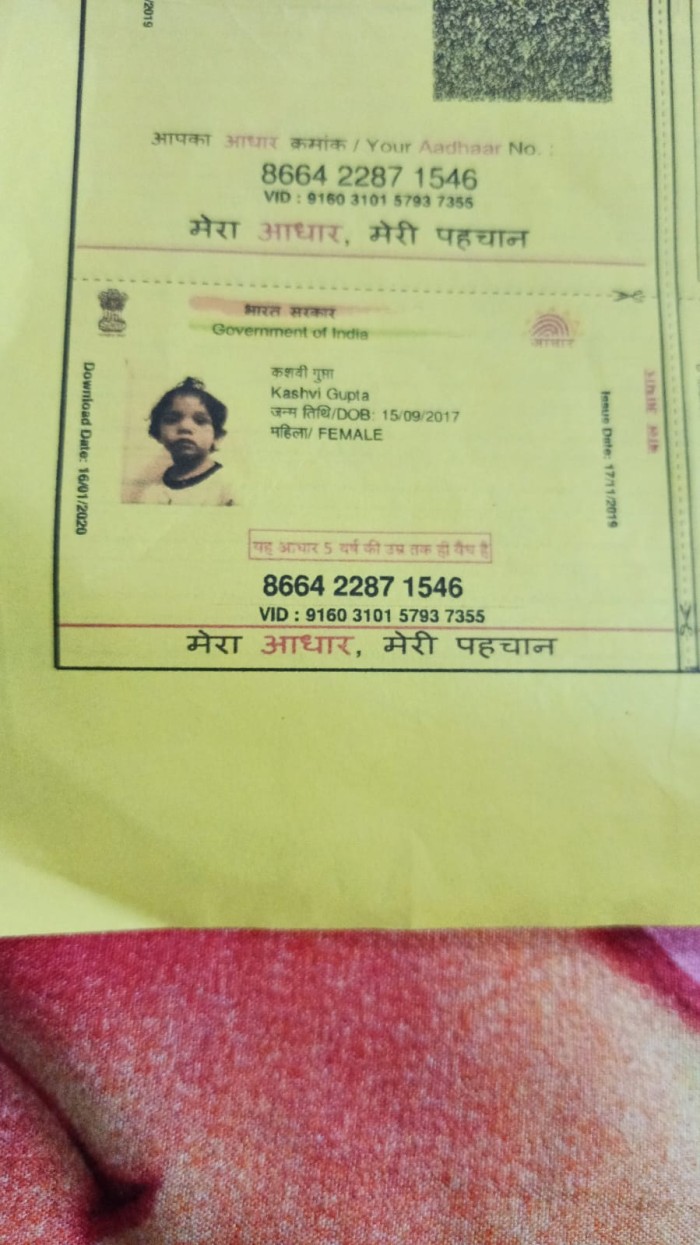 /2019
आपका आधार क्रमांक / Your Aadhaar No. :
8664 2287 1546
VID : 9160 3101 5793 7355
मेरा आधार, मेरी पहचान
भारत सरकार
Government of India
आधार
Download Date: 16/01/2020
कशवी गुप्ता
Kashvi Gupta
जन्म तिथि/DOB: 15/09/2017
महिला/ FEMALE
Issue Date: 17/11/2019
यह आधार 5 वर्ष की उम्र तक ही वैध है
8664 2287 1546
VID : 9160 3101 5793 7355
मेरा आधार, मेरी पहचान